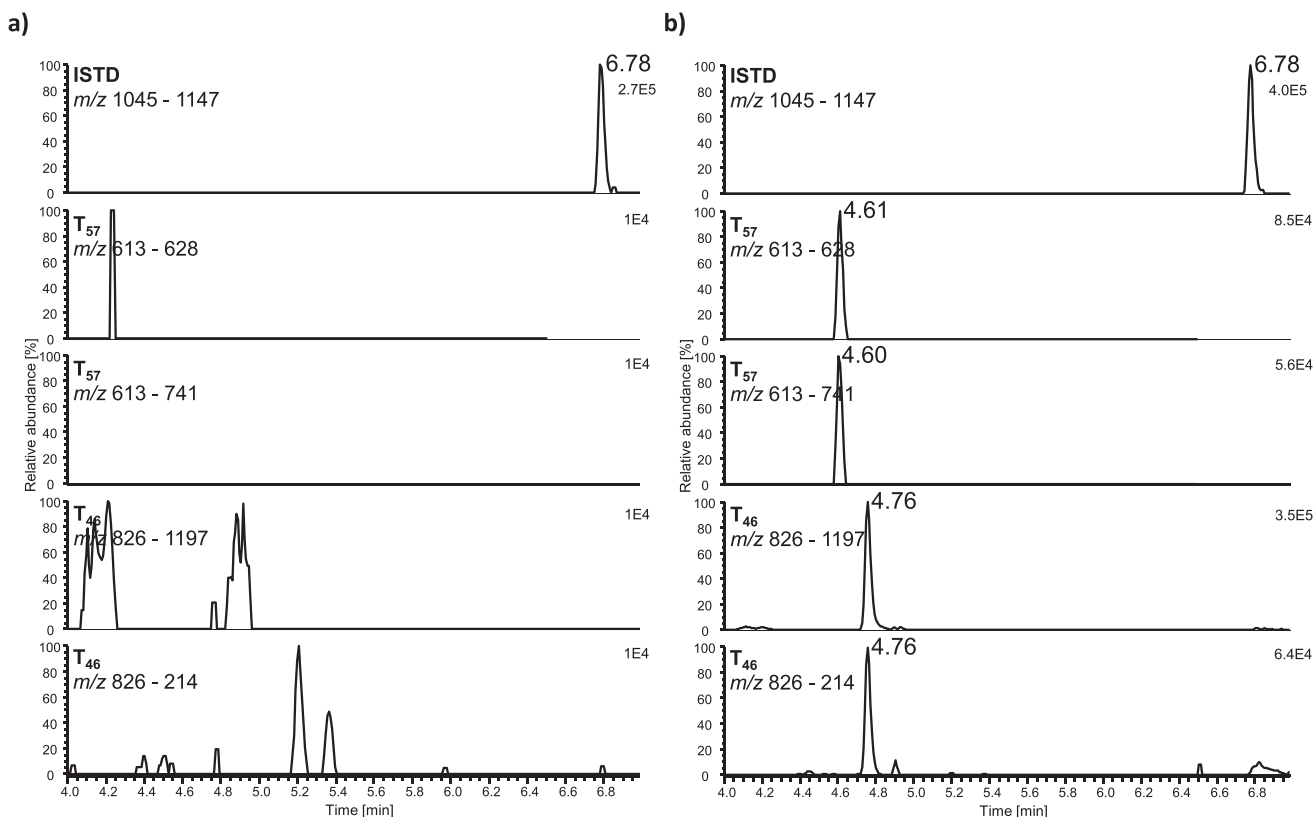 a)
ISTD
m/z 1045 - 1147
6.78
2.7E5
100
80
60
40
20
0
T57
m/z 613 - 628
1E4
100
80
60
40
20
0
T57
m/z 613 - 741
1E4
100
80
60
40
20
0
T46
m/z 826 - 1197
1E4
100
80
60
40
20
0
T46
m/z 826 - 214
1E4
100
80
60
40
20
0
Relative abundance [%]
4.0 4.2 4.4 4.6 4.8 5.0 5.2 5.4 5.6 5.8 6.0 6.2 6.4 6.6 6.8
Time [min]
b)
ISTD
m/z 1045 - 1147
6.78
4.0E5
100
80
60
40
20
0
T57
m/z 613 - 628
4.61
8.5E4
100
80
60
40
20
0
T57
m/z 613 - 741
4.60
5.6E4
100
80
60
40
20
0
T46
m/z 826 - 1197
4.76
3.5E5
100
80
60
40
20
0
T46
m/z 826 - 214
4.76
6.4E4
100
80
60
40
20
0
Relative abundance [%]
4.0 4.2 4.4 4.6 4.8 5.0 5.2 5.4 5.6 5.8 6.0 6.2 6.4 6.6 6.8
Time [min]